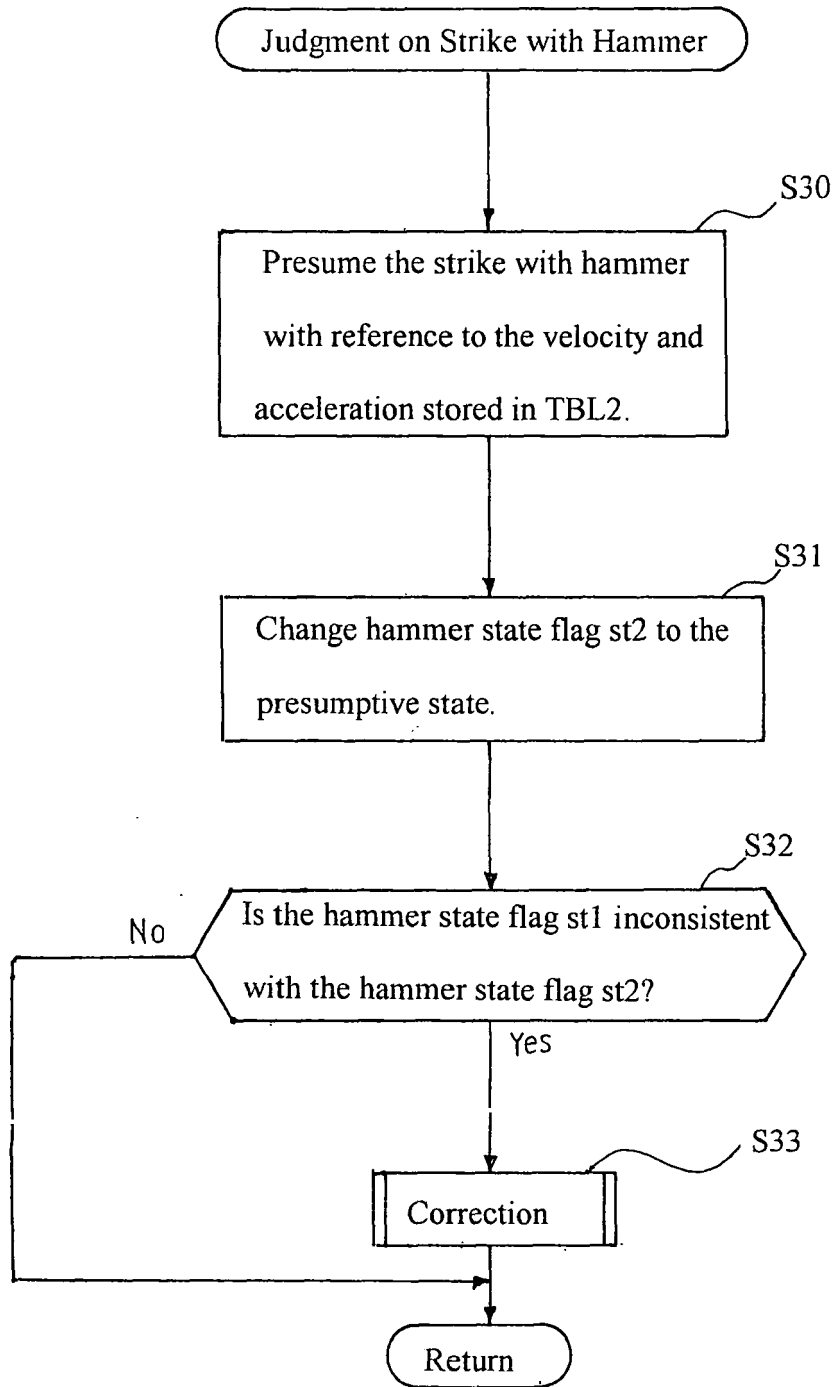 Judgment on Strike with Hammer
S30
Presume the strike with hammer
with reference to the velocity and
acceleration stored in TBL2.
S31
Change hammer state flag st2 to the
presumptive state.
S32
Is the hammer state flag st1 inconsistent
with the hammer state flag st2?
No
Yes
S33
Correction
Return